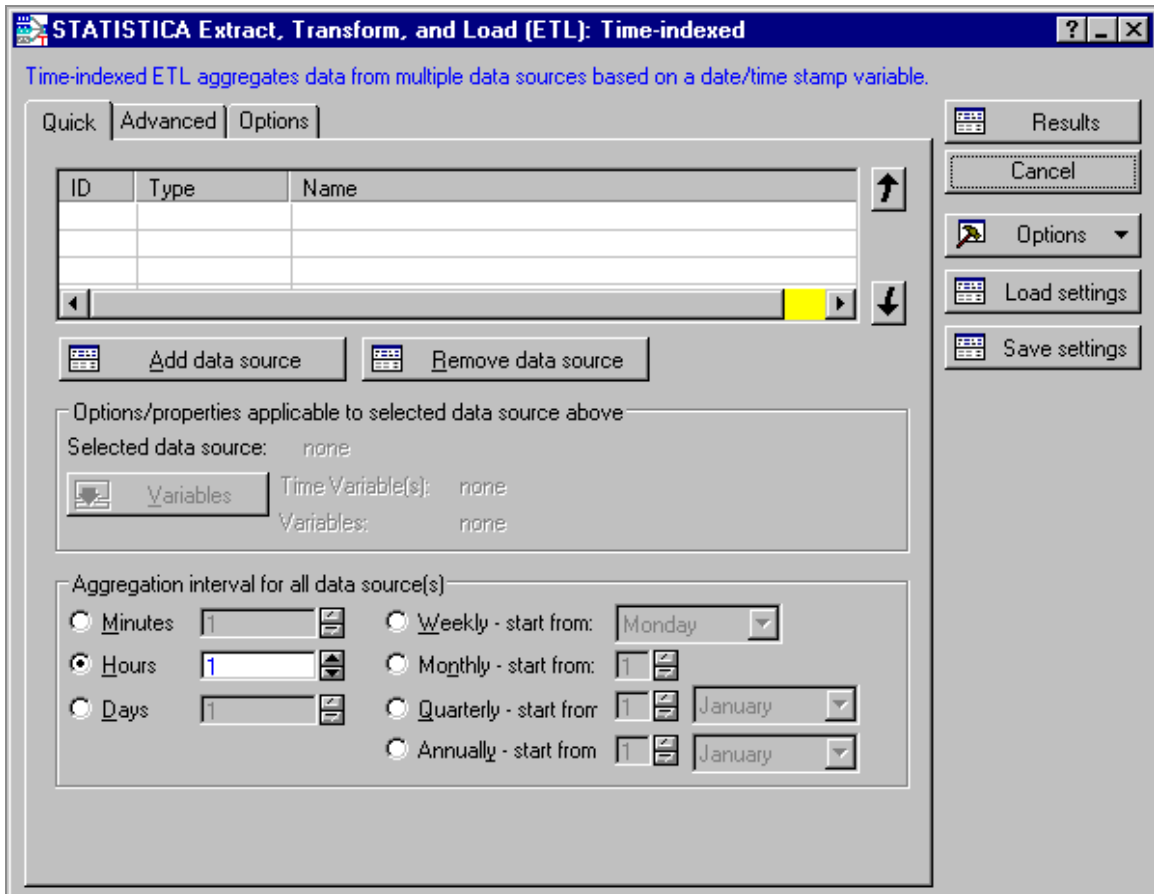 STATISTICA Extract, Transform, and Load (ETL): Time-indexed
Time-indexed ETL aggregates data from multiple data sources based on a date/time stamp variable.
Quick Advanced Options
ID Type Name
Add data source Remove data source
Options/properties applicable to selected data source above
Selected data source: none
Variables Time Variable(s): none
Variables: none
Aggregation interval for all data source(s)
Minutes 1 Weekly - start from: Monday
Hours 1 Monthly - start from: 1
Days 1 Quarterly - start from 1 January
Annually - start from 1 January
Results
Cancel
Options
Load settings
Save settings